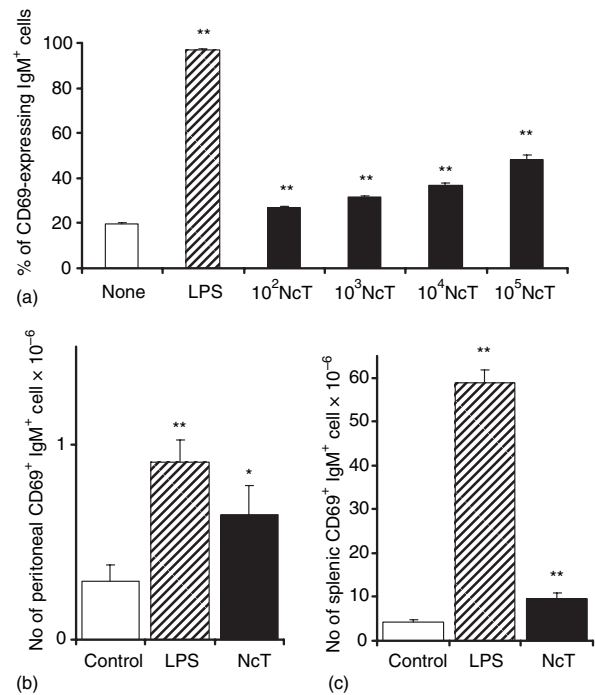 % of CD69-expressing IgM⁺ cells
100
80
60
40
20
0
**
**
**
**
**
None LPS 10²NcT 10³NcT 10⁴NcT 10⁵NcT
(a)
No of peritoneal CD69⁺ IgM⁺ cell × 10⁻⁶
1
0
**
*
Control LPS NcT
(b)
No of splenic CD69⁺ IgM⁺ cell × 10⁻⁶
60
50
40
30
20
10
0
**
**
Control LPS NcT
(c)